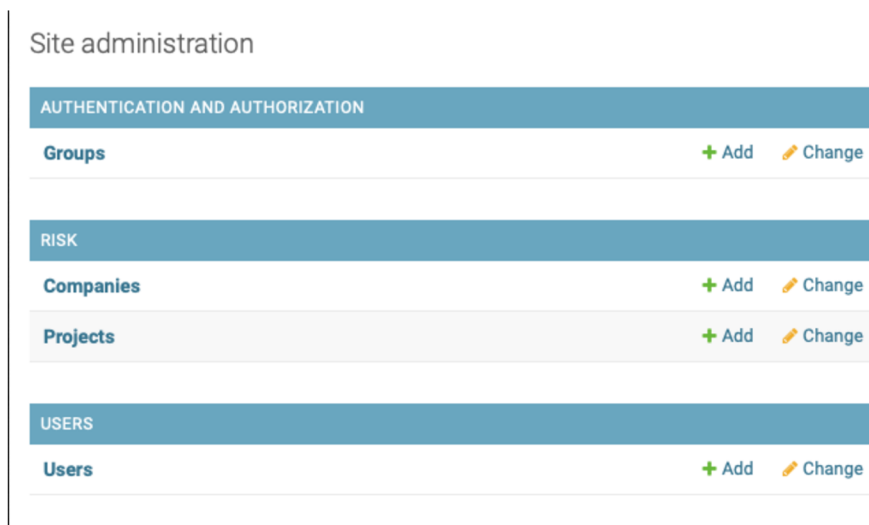 Site administration
AUTHENTICATION AND AUTHORIZATION
Groups Add Change
RISK
Companies Add Change
Projects Add Change
USERS
Users Add Change